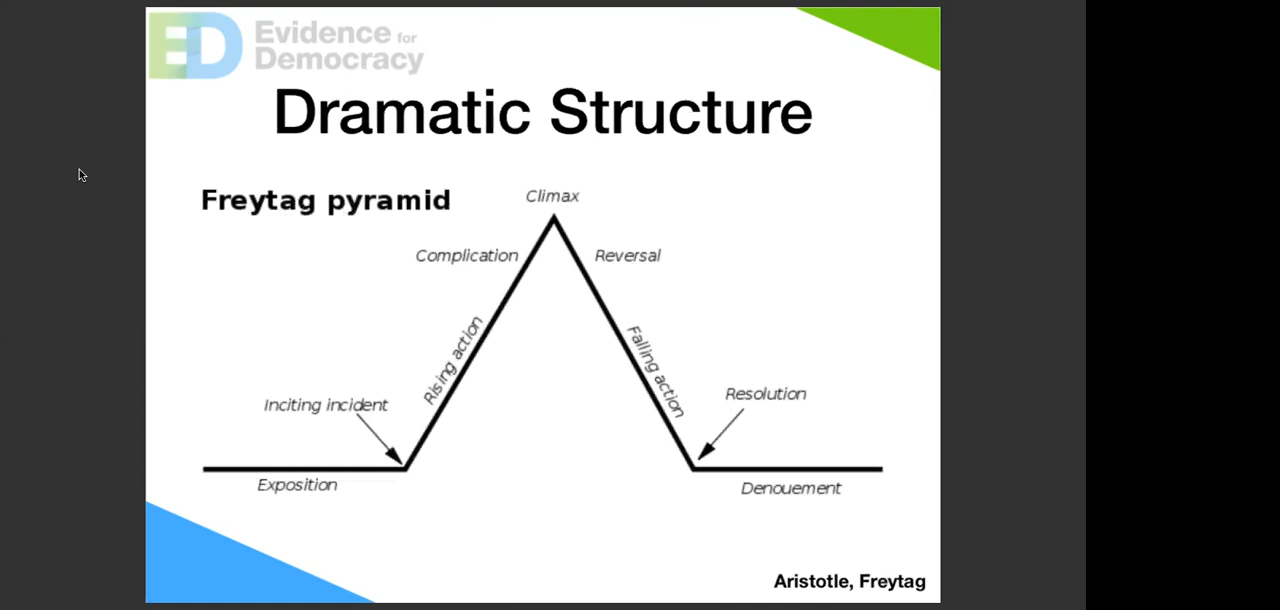 Evidence for
Democracy
Dramatic Structure
Freytag pyramid
Climax
Complication
Reversal
Rising action
Falling action
Inciting incident
Resolution
Exposition
Denouement
Aristotle, Freytag